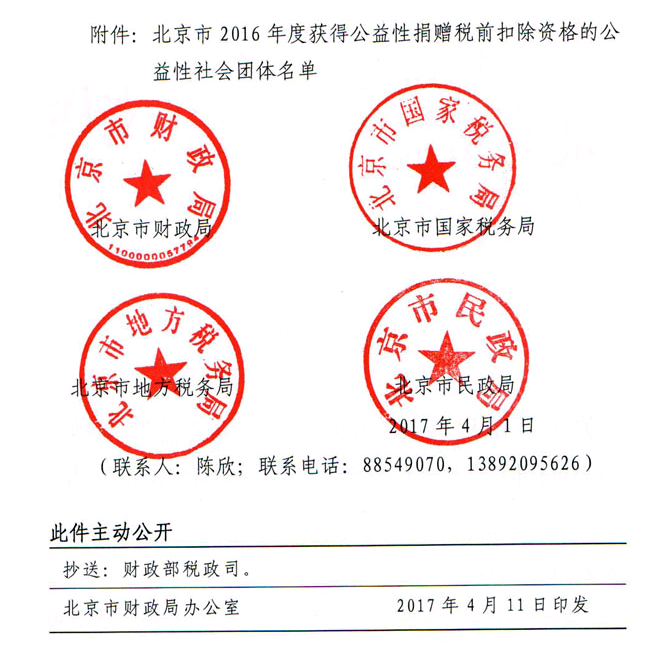 附件：北京市 2016 年度获得公益性捐赠税前扣除资格的公
益性社会团体名单
北京市财政局
1100000057794
北京市财政局
北京市国家税务局
北京市国家税务局
北京市地方税务局
北京市地方税务局
北京市民政局
北京市民政局
2017 年 4 月 1 日
（联系人：陈欣；联系电话：88549070，13892095626）
此件主动公开
抄送：财政部税政司。
北京市财政局办公室 2017 年 4 月 11 日印发